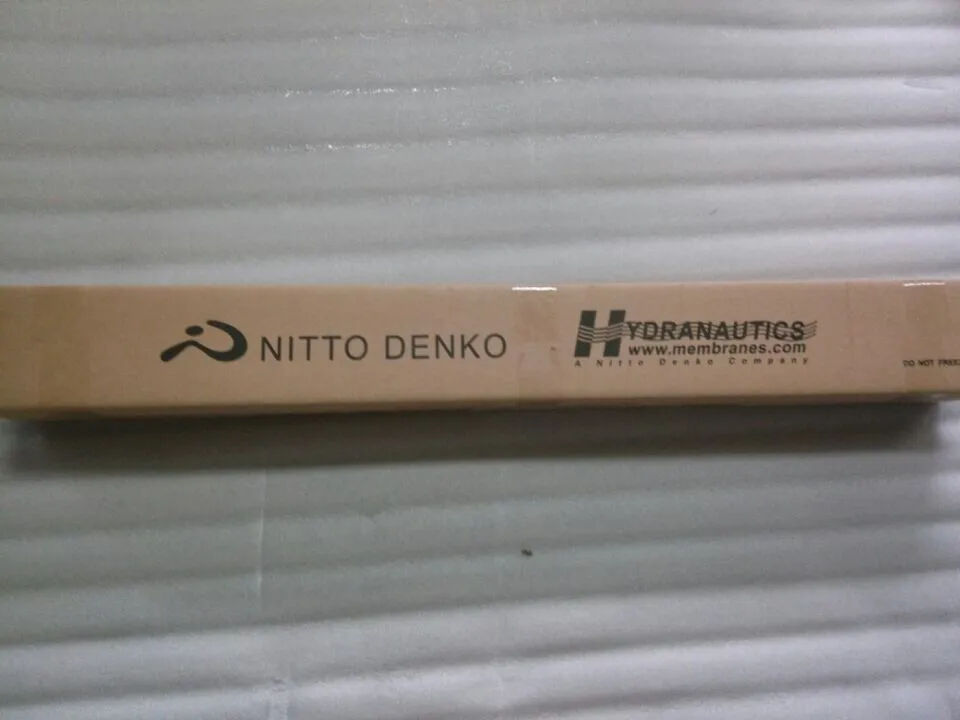 NITTO DENKO
HYDRANAUTICS
www.membranes.com
A Nitto Denko Company
DO NOT